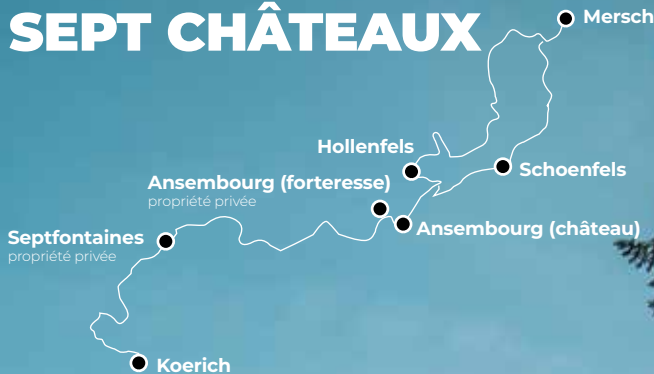 SEPT CHÂTEAUX
Mersch
Hollenfels
Schoenfels
Ansembourg (forteresse)
propriété privée
Ansembourg (château)
Septfontaines
propriété privée
Koerich